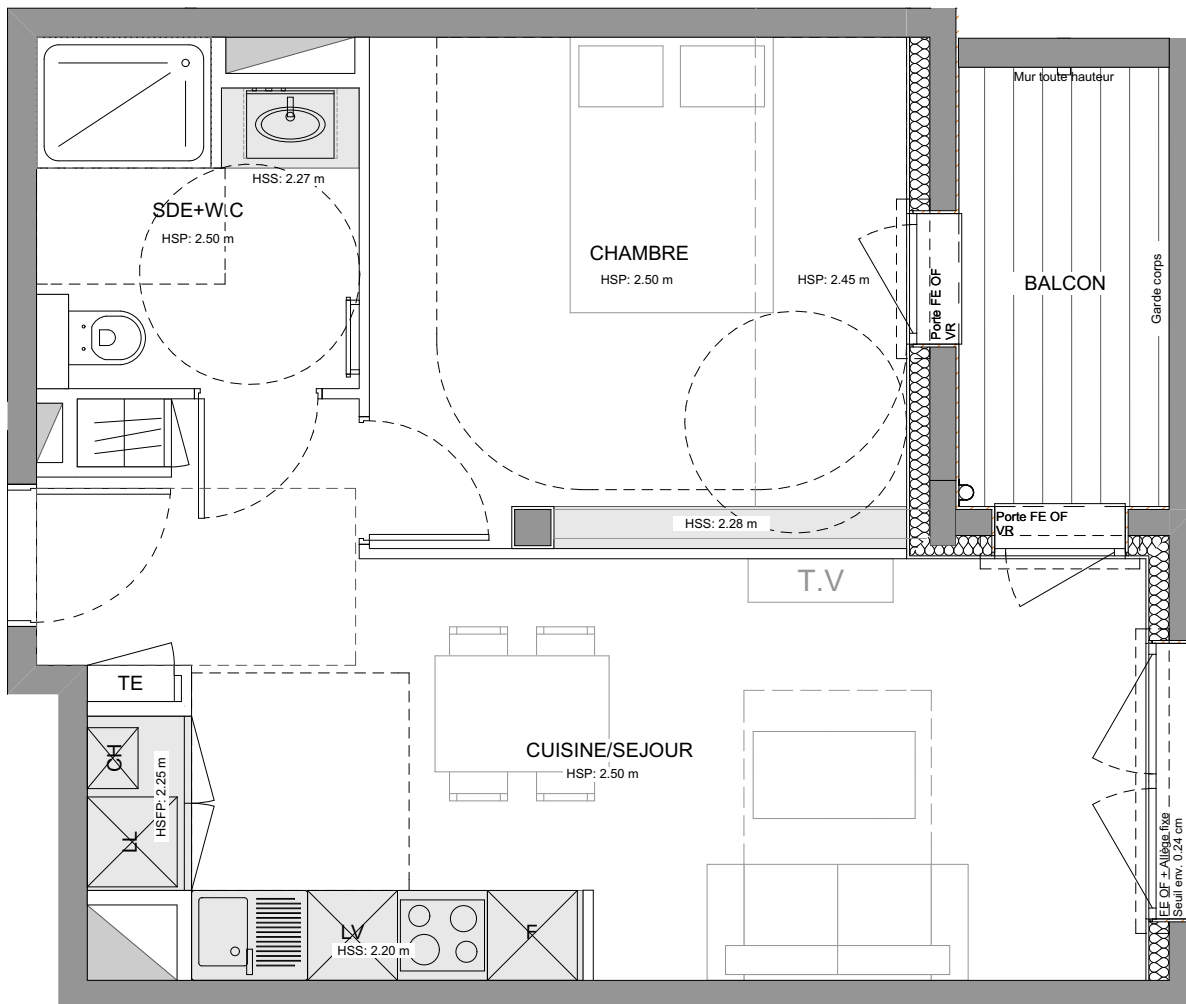 Mur toute hauteur
HSS: 2.27 m
SDE+WC
HSP: 2.50 m
CHAMBRE
HSP: 2.50 m
HSP: 2.45 m
Porte FE OF
VR
BALCON
Garde corps
HSS: 2.28 m
Porte FE OF
VR
T.V
TE
CH
LL
HSFP: 2.25 m
CUISINE/SEJOUR
HSP: 2.50 m
LV
F
HSS: 2.20 m
FE OF + Allège fixe
Seuil env. 0.24 cm